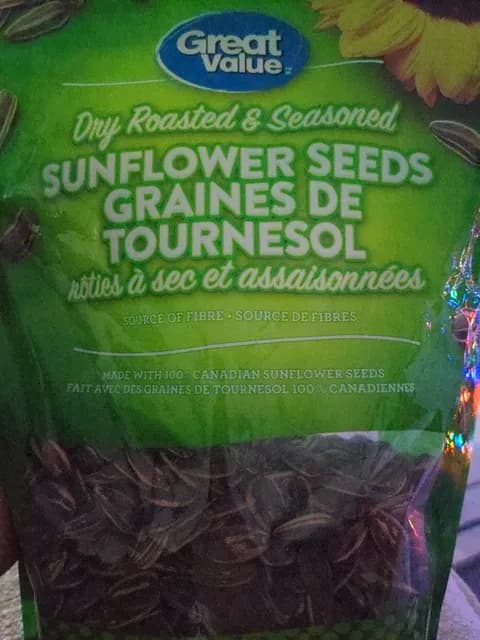 Great
Value
Dry Roasted & Seasoned
SUNFLOWER SEEDS
GRAINES DE
TOURNESOL
rôties à sec et assaisonnées
SOURCE OF FIBRE • SOURCE DE FIBRES
MADE WITH 100% CANADIAN SUNFLOWER SEEDS
FAIT AVEC DES GRAINES DE TOURNESOL 100% CANADIENNES